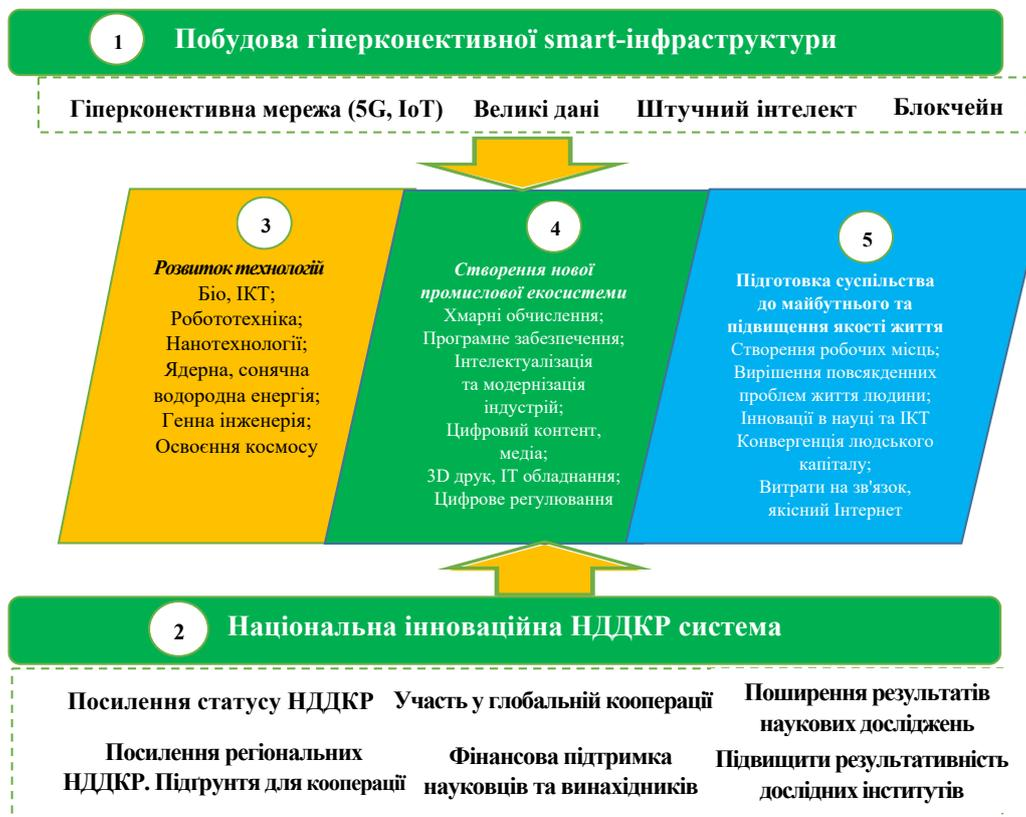 1
Побудова гіперконективної smart-інфраструктури
Гіперконективна мережа (5G, IoT) Великі дані Штучний інтелект Блокчейн
3
Розвиток технологій
Біо, ІКТ;
Робототехніка;
Нанотехнології;
Ядерна, сонячна
водородна енергія;
Генна інженерія;
Освоєння космосу
4
Створення нової
промислової екосистеми
Хмарні обчислення;
Програмне забезпечення;
Інтелектуалізація
та модернізація
індустрій;
Цифровий контент,
медіа;
3D друк, IT обладнання;
Цифрове регулювання
5
Підготовка суспільства
до майбутнього та
підвищення якості життя
Створення робочих місць;
Вирішення повсякденних
проблем життя людини;
Інновації в науці та ІКТ
Конвергенція людського
капіталу;
Витрати на зв'язок,
якісний Інтернет
2
Національна інноваційна НДДКР система
Посилення статусу НДДКР
Участь у глобальній кооперації
Поширення результатів
наукових досліджень
Посилення регіональних
НДДКР. Підґрунтя для кооперації
Фінансова підтримка
науковців та винахідників
Підвищити результативність
дослідних інститутів